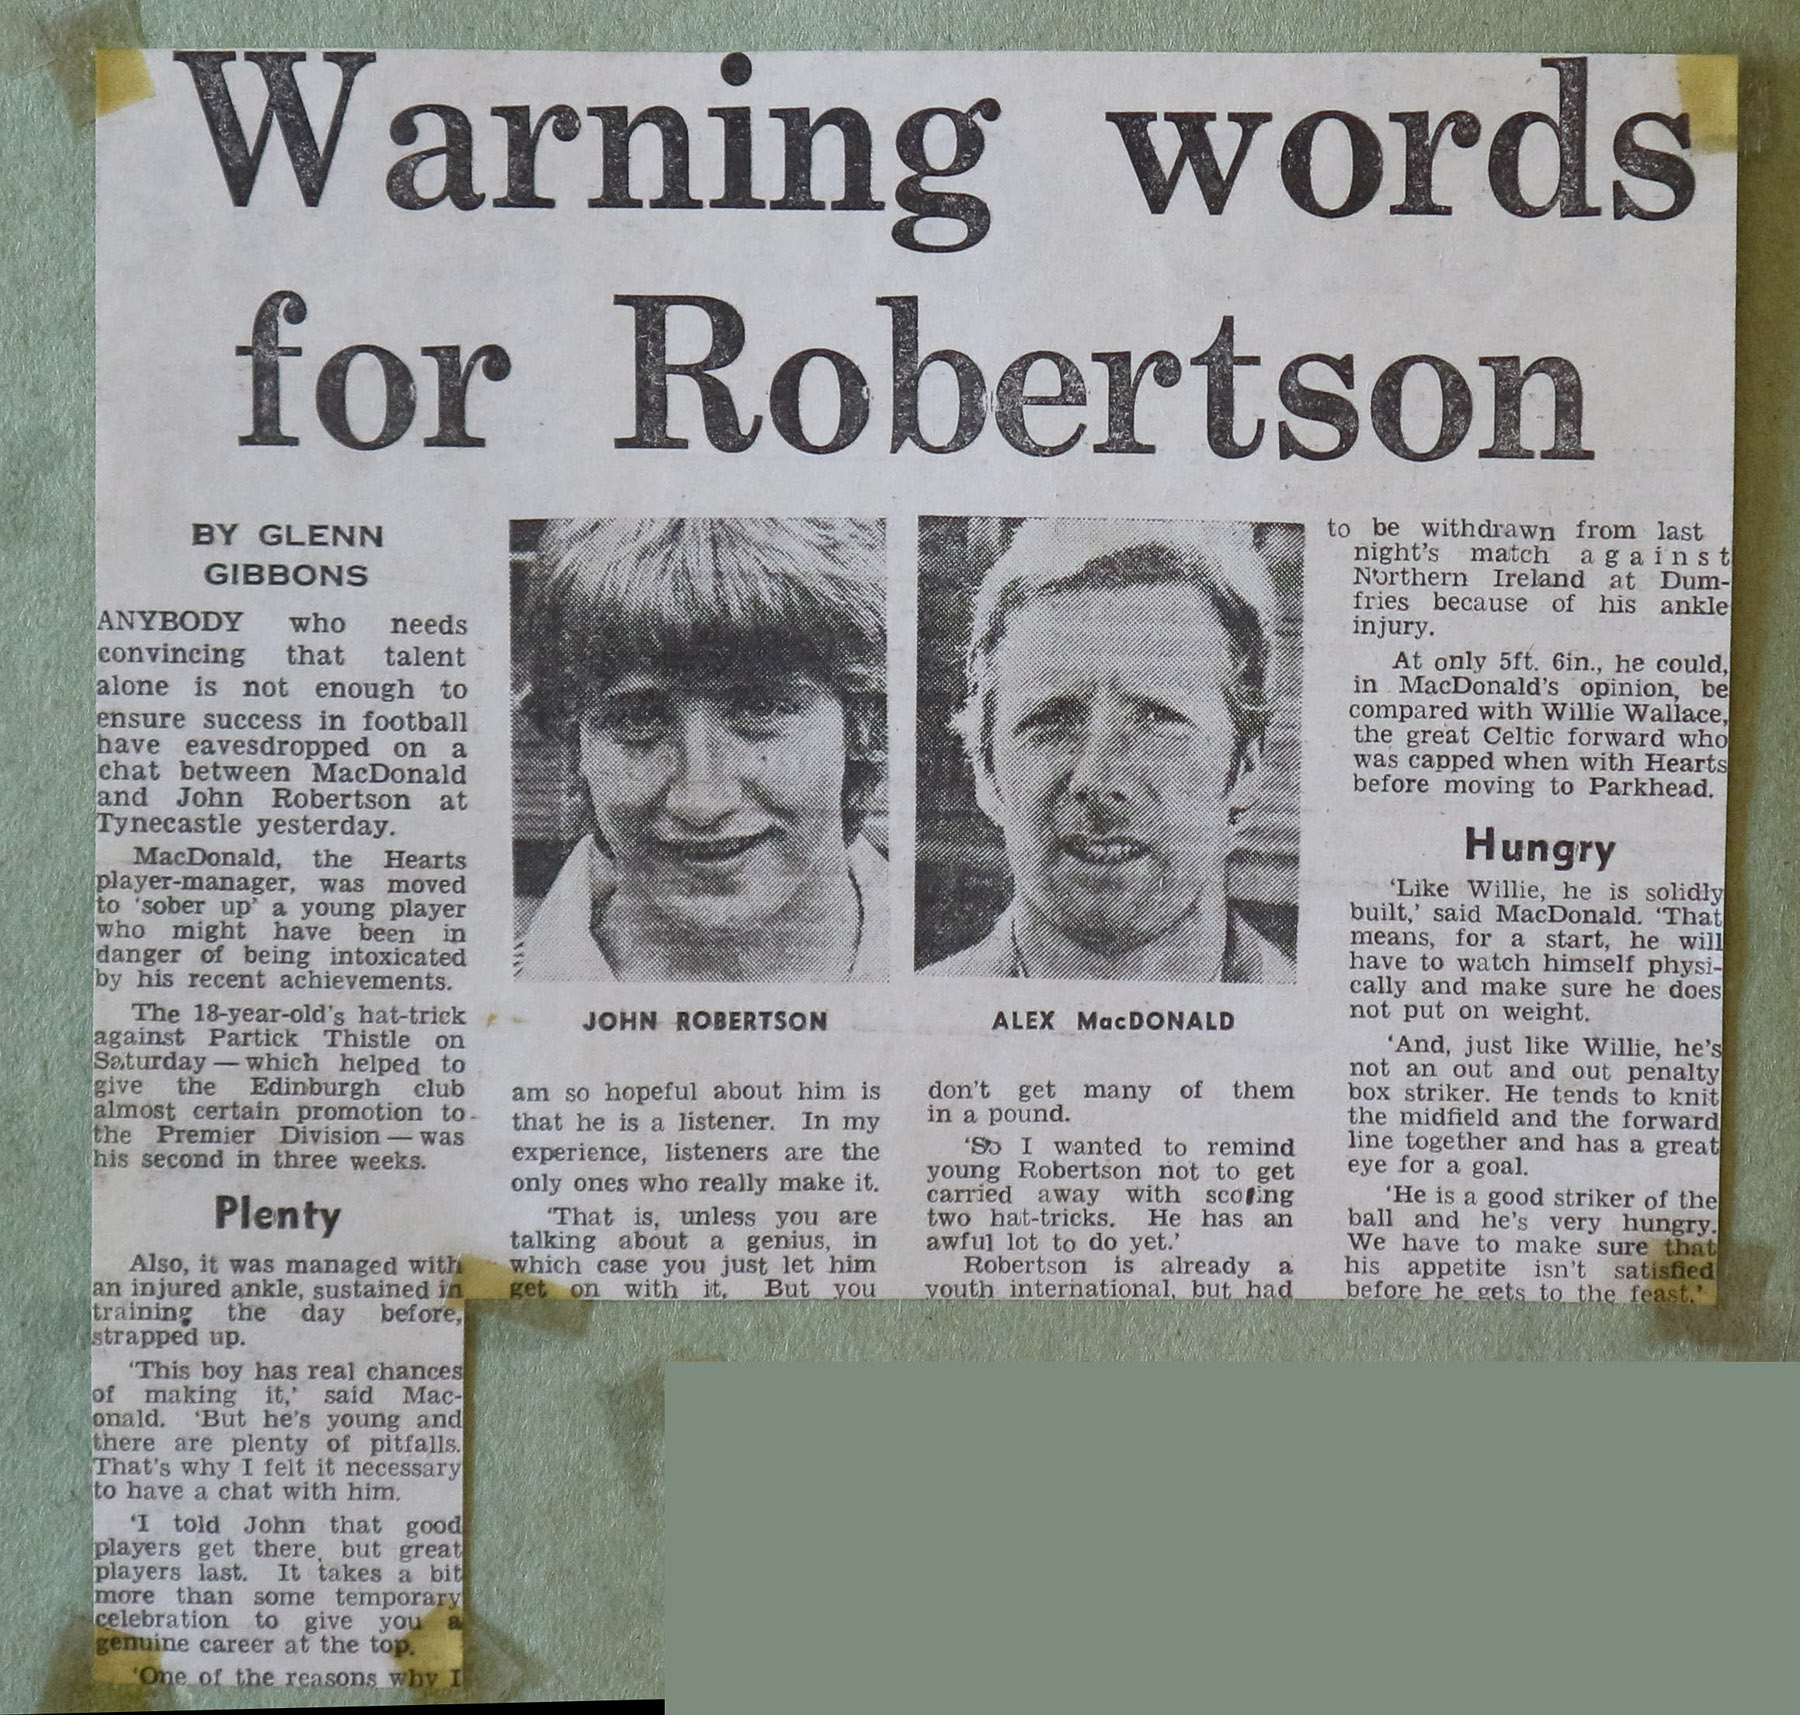 Warning words
for Robertson
BY GLENN
GIBBONS
ANYBODY who needs
convincing that talent
alone is not enough to
ensure success in football
have eavesdropped on a
chat between MacDonald
and John Robertson at
Tynecastle yesterday.
MacDonald, the Hearts
player-manager, was moved
to 'sober up' a young player
who might have been in
danger of being intoxicated
by his recent achievements.
The 18-year-old's hat-trick
against Partick Thistle on
Saturday — which helped to
give the Edinburgh club
almost certain promotion to
the Premier Division — was
his second in three weeks.
Plenty
Also, it was managed with
an injured ankle, sustained in
training the day before,
strapped up.
'This boy has real chances
of making it,' said Mac-
onald. 'But he's young and
there are plenty of pitfalls.
That's why I felt it necessary
to have a chat with him.
'I told John that good
players get there, but great
players last. It takes a bit
more than some temporary
celebration to give you a
genuine career at the top.
'One of the reasons why I
JOHN ROBERTSON
am so hopeful about him is
that he is a listener. In my
experience, listeners are the
only ones who really make it.
'That is, unless you are
talking about a genius, in
which case you just let him
get on with it. But you
ALEX MacDONALD
don't get many of them
in a pound.
'So I wanted to remind
young Robertson not to get
carried away with scoring
two hat-tricks. He has an
awful lot to do yet.'
Robertson is already a
youth international, but had
to be withdrawn from last
night's match against
Northern Ireland at Dum-
fries because of his ankle
injury.
At only 5ft. 6in., he could,
in MacDonald's opinion, be
compared with Willie Wallace,
the great Celtic forward who
was capped when with Hearts
before moving to Parkhead.
Hungry
'Like Willie, he is solidly
built,' said MacDonald. 'That
means, for a start, he will
have to watch himself physi-
cally and make sure he does
not put on weight.
'And, just like Willie, he's
not an out and out penalty
box striker. He tends to knit
the midfield and the forward
line together and has a great
eye for a goal.
'He is a good striker of the
ball and he's very hungry.
We have to make sure that
his appetite isn't satisfied
before he gets to the feast.'